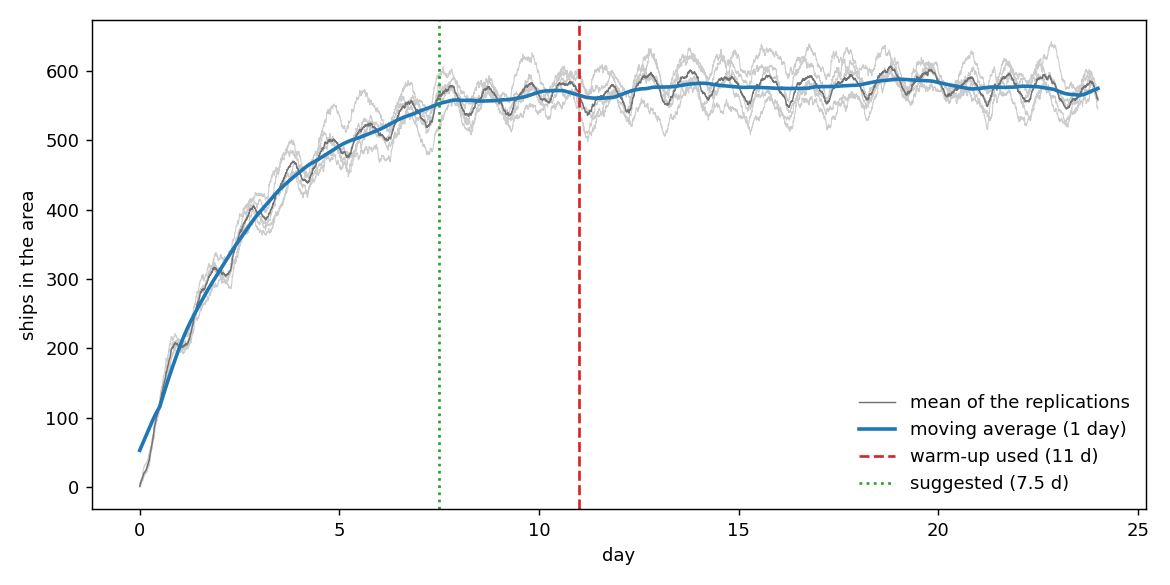 600
500
400
300
200
100
0
ships in the area
mean of the replications
moving average (1 day)
warm-up used (11 d)
suggested (7.5 d)
0 5 10 15 20 25
day